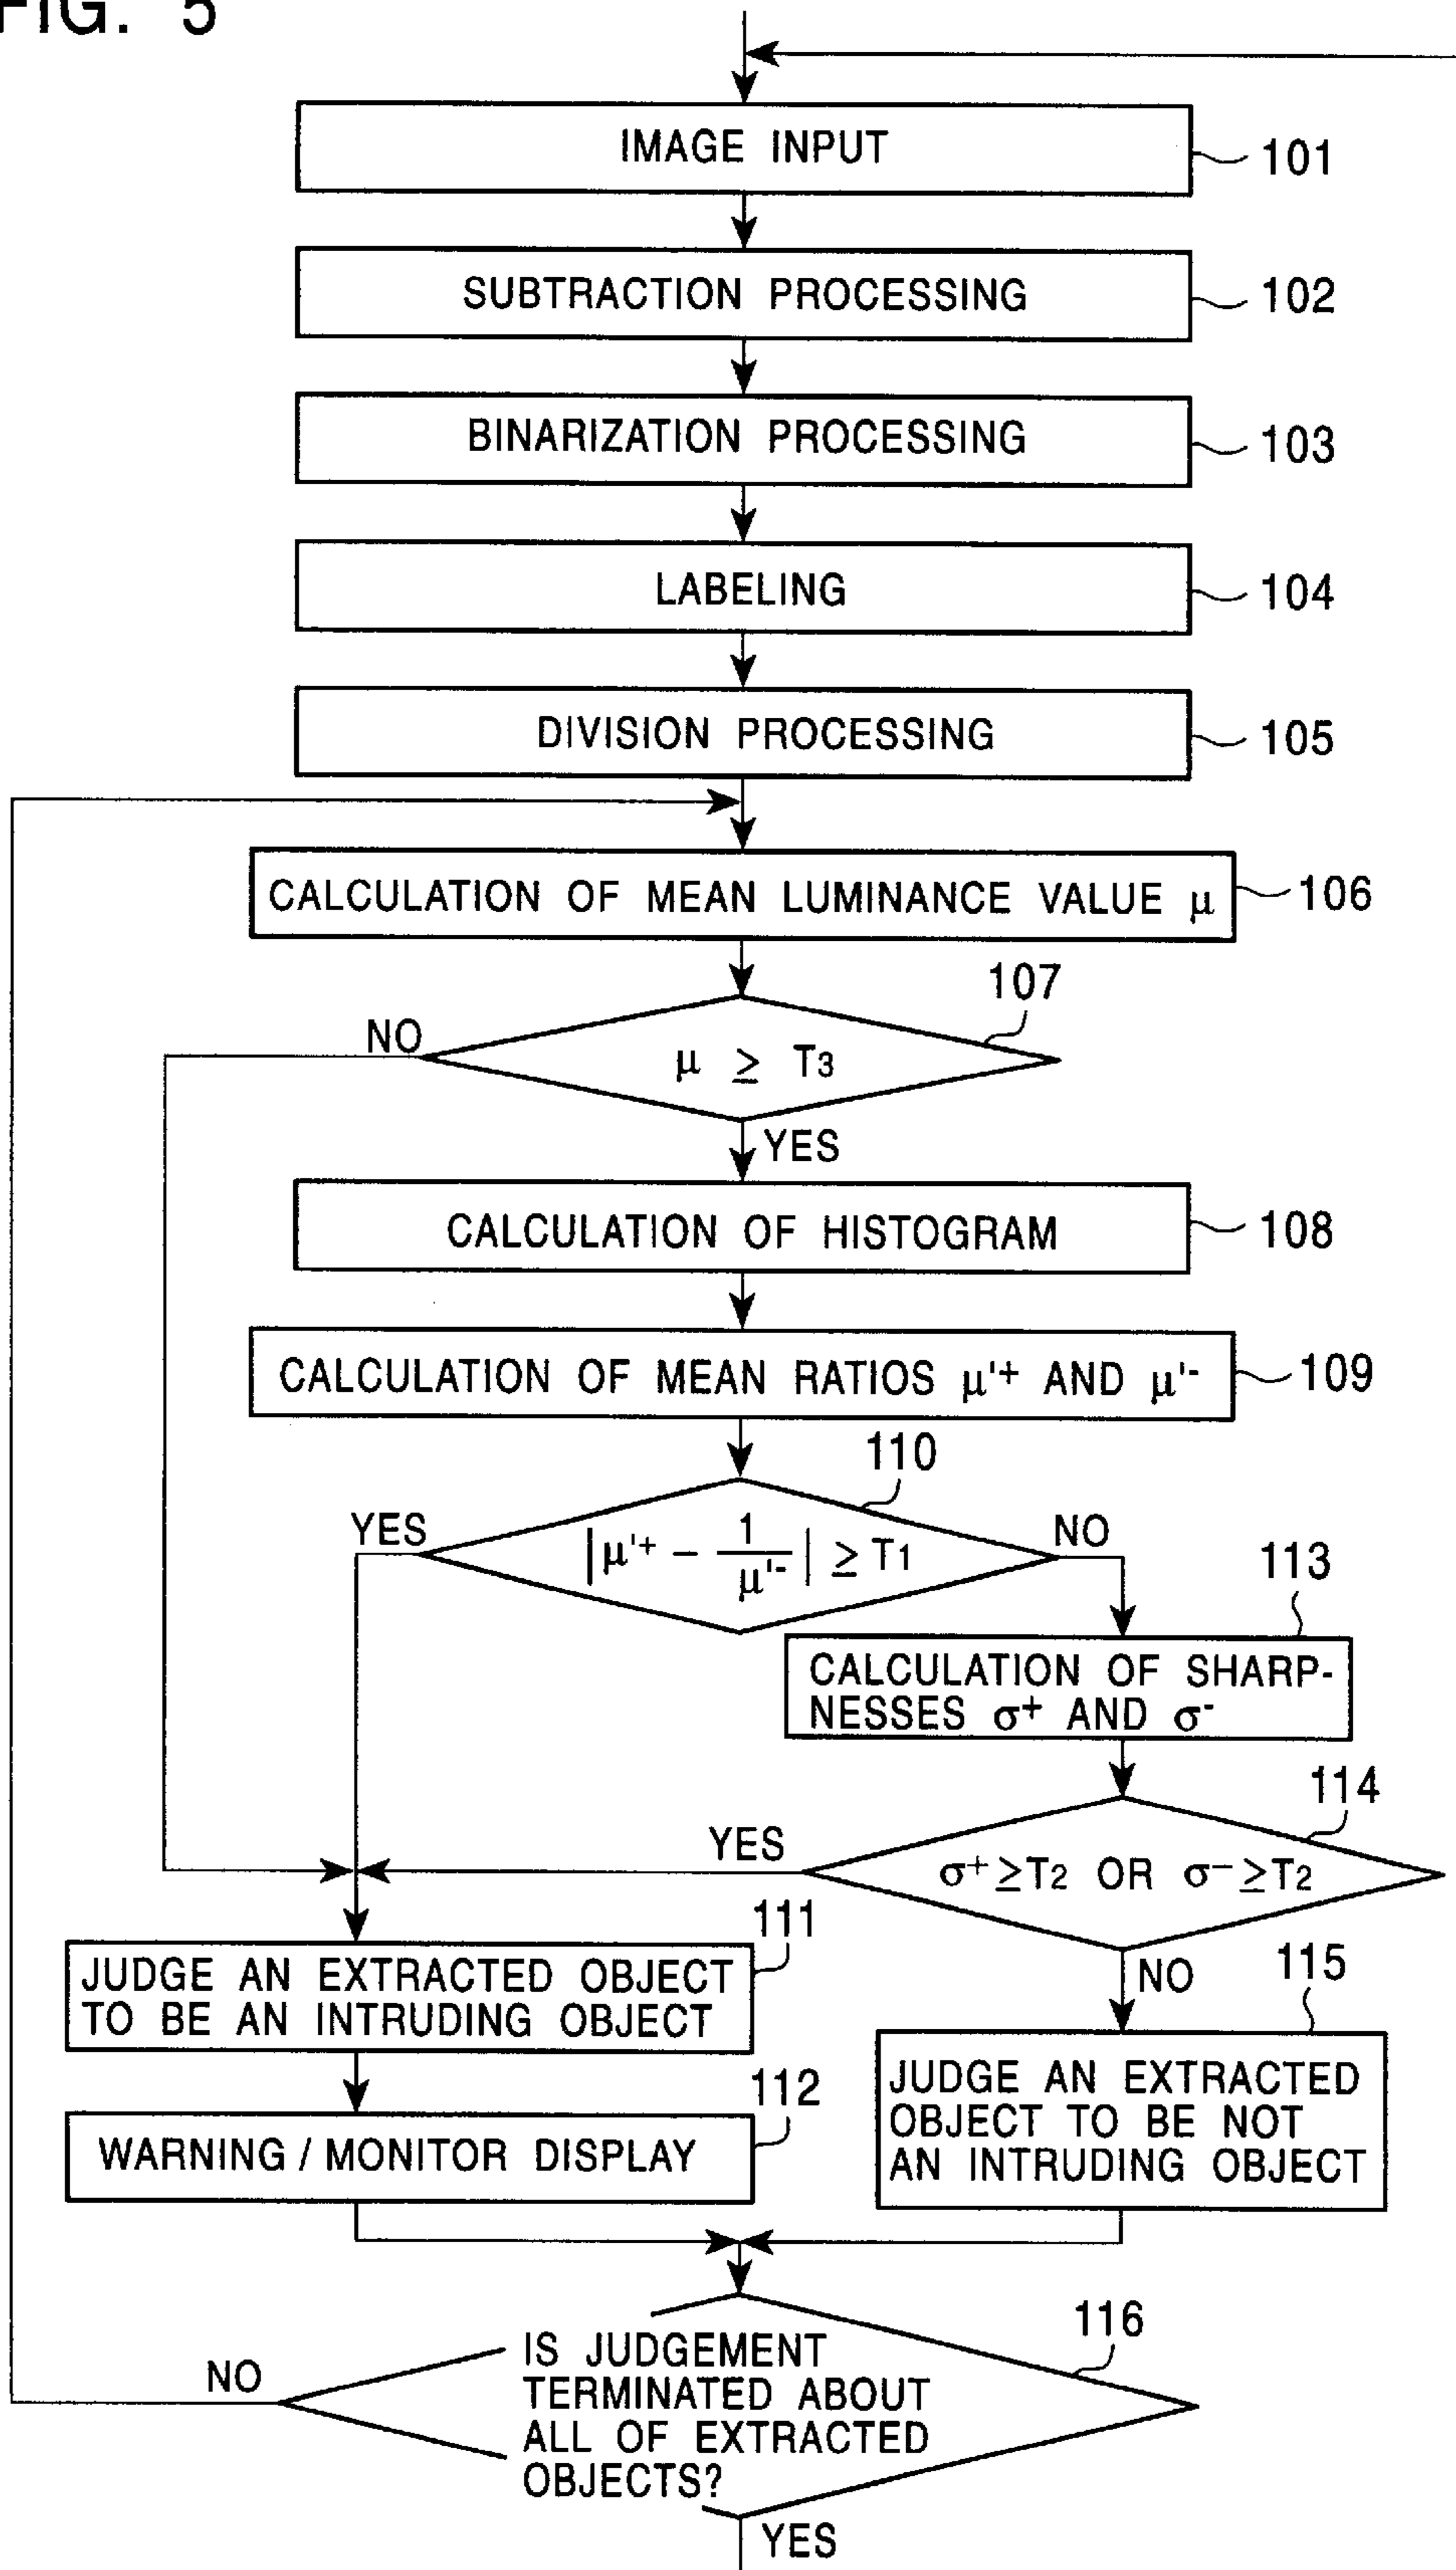 FIG. 5
IMAGE INPUT
101
SUBTRACTION PROCESSING
102
BINARIZATION PROCESSING
103
LABELING
104
DIVISION PROCESSING
105
CALCULATION OF MEAN LUMINANCE VALUE μ
106
107
NO
μ ≥ T3
YES
CALCULATION OF HISTOGRAM
108
CALCULATION OF MEAN RATIOS μ'+ AND μ'-
109
110
YES
|μ'+ − 1/μ'-| ≥ T1
NO
113
CALCULATION OF SHARP-
NESSES σ+ AND σ-
114
YES
σ+ ≥T2 OR σ− ≥T2
111
JUDGE AN EXTRACTED OBJECT
TO BE AN INTRUDING OBJECT
NO
115
112
WARNING / MONITOR DISPLAY
JUDGE AN EXTRACTED
OBJECT TO BE NOT
AN INTRUDING OBJECT
116
NO
IS JUDGEMENT
TERMINATED ABOUT
ALL OF EXTRACTED
OBJECTS?
YES